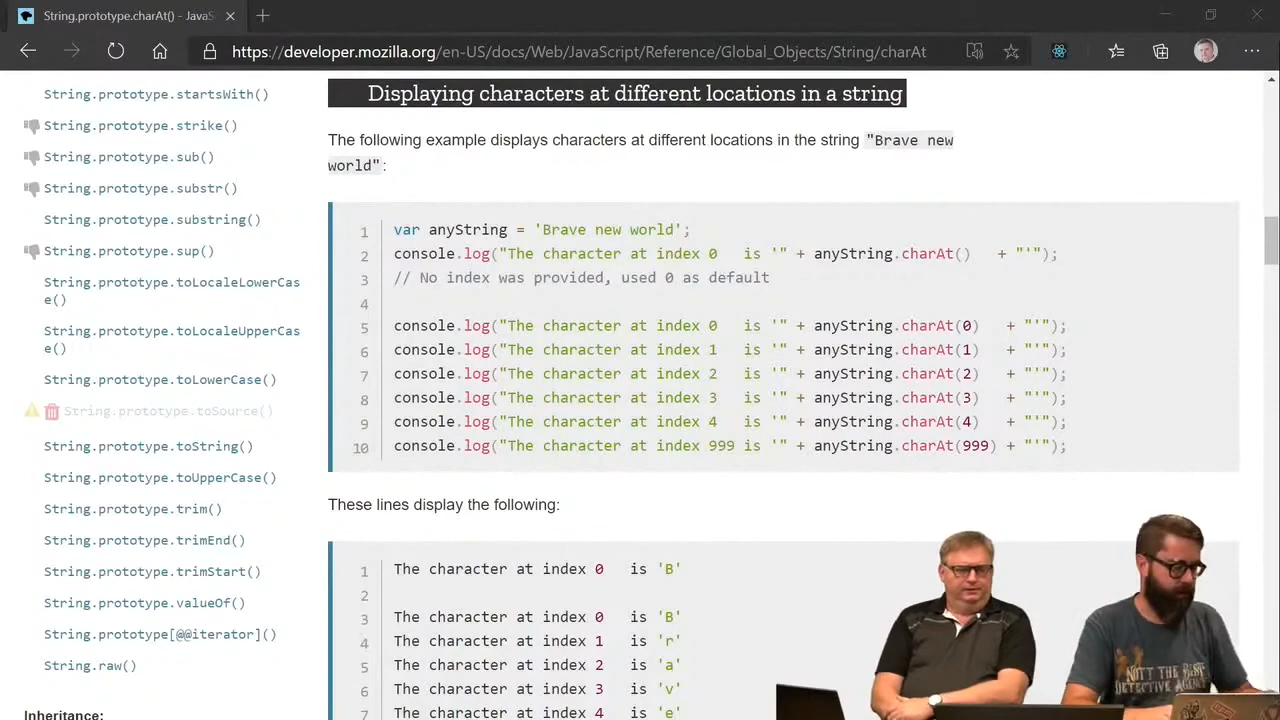 String.prototype.charAt() - JavaS
https://developer.mozilla.org/en-US/docs/Web/JavaScript/Reference/Global_Objects/String/charAt
String.prototype.startsWith()
String.prototype.strike()
String.prototype.sub()
String.prototype.substr()
String.prototype.substring()
String.prototype.sup()
String.prototype.toLocaleLowerCas
e()
String.prototype.toLocaleUpperCas
e()
String.prototype.toLowerCase()
String.prototype.toSource()
String.prototype.toString()
String.prototype.toUpperCase()
String.prototype.trim()
String.prototype.trimEnd()
String.prototype.trimStart()
String.prototype.valueOf()
String.prototype[@@iterator]()
String.raw()
Inheritance:
Displaying characters at different locations in a string
The following example displays characters at different locations in the string "Brave new
world":
1 var anyString = 'Brave new world';
2 console.log("The character at index 0   is '" + anyString.charAt()   + "'");
3 // No index was provided, used 0 as default
4
5 console.log("The character at index 0   is '" + anyString.charAt(0)   + "'");
6 console.log("The character at index 1   is '" + anyString.charAt(1)   + "'");
7 console.log("The character at index 2   is '" + anyString.charAt(2)   + "'");
8 console.log("The character at index 3   is '" + anyString.charAt(3)   + "'");
9 console.log("The character at index 4   is '" + anyString.charAt(4)   + "'");
10 console.log("The character at index 999 is '" + anyString.charAt(999) + "'");
These lines display the following:
1 The character at index 0   is 'B'
2
3 The character at index 0   is 'B'
4 The character at index 1   is 'r'
5 The character at index 2   is 'a'
6 The character at index 3   is 'v'
7 The character at index 4   is 'e'
NOTT THE BEST
DETECTIVE AGENCY